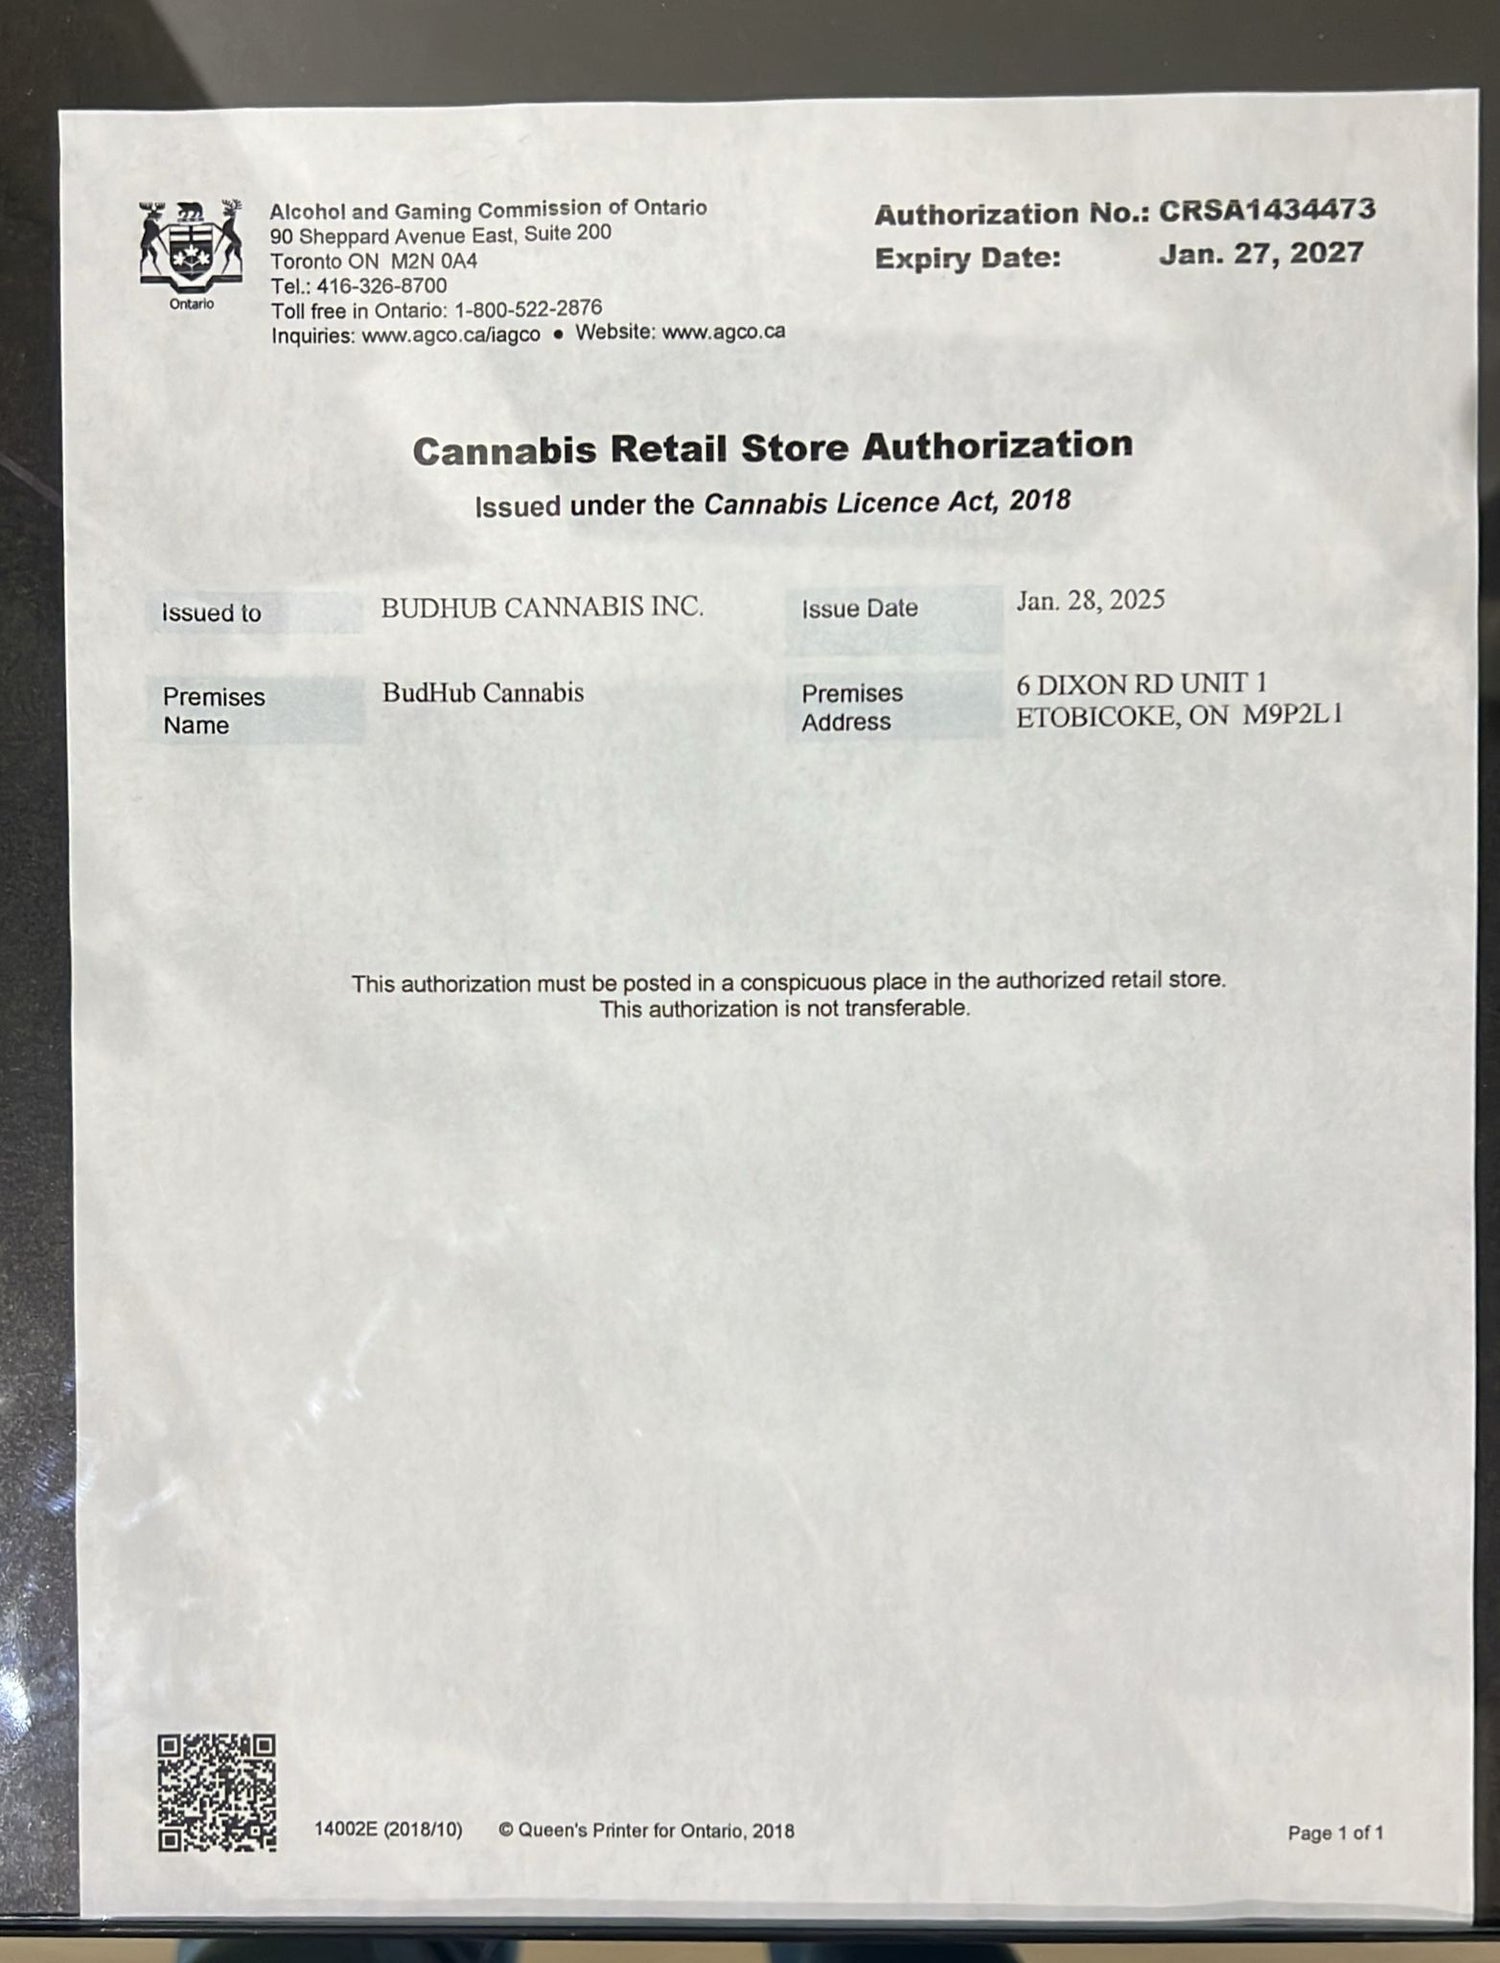 Ontario
Alcohol and Gaming Commission of Ontario
90 Sheppard Avenue East, Suite 200
Toronto ON  M2N 0A4
Tel.: 416-326-8700
Toll free in Ontario: 1-800-522-2876
Inquiries: www.agco.ca/iagco ● Website: www.agco.ca
Authorization No.: CRSA1434473
Expiry Date: Jan. 27, 2027
Cannabis Retail Store Authorization
Issued under the Cannabis Licence Act, 2018
Issued to BUDHUB CANNABIS INC.
Issue Date Jan. 28, 2025
Premises
Name
BudHub Cannabis
Premises
Address
6 DIXON RD UNIT 1
ETOBICOKE, ON  M9P2L1
This authorization must be posted in a conspicuous place in the authorized retail store.
This authorization is not transferable.
14002E (2018/10) © Queen's Printer for Ontario, 2018
Page 1 of 1